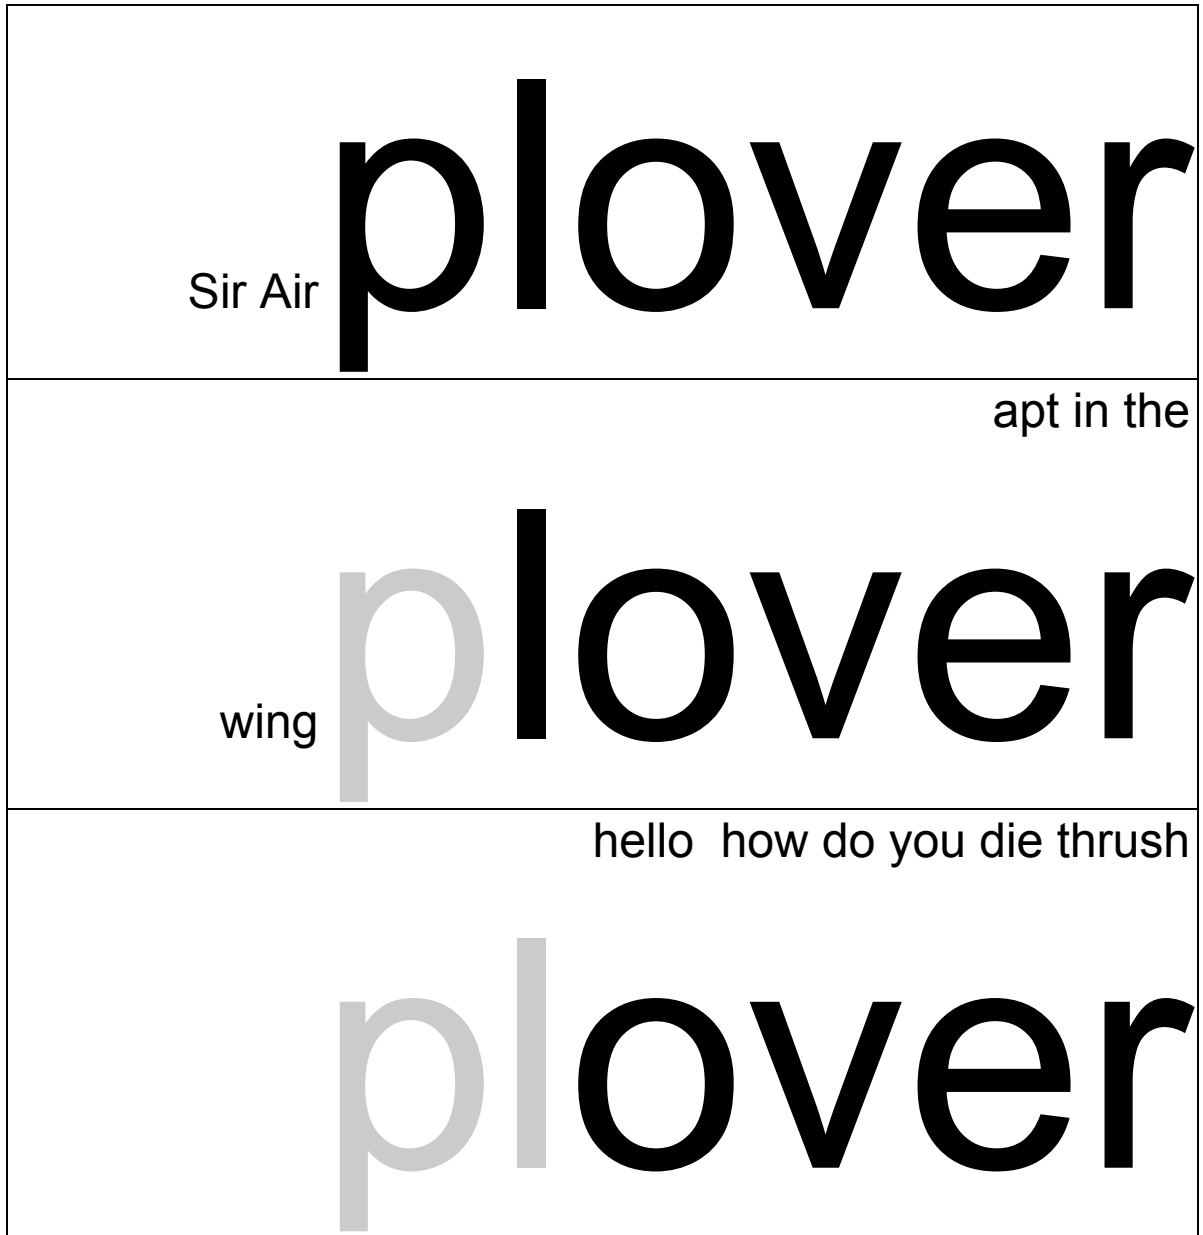 Sir Air plover
apt in the
wing plover
hello  how do you die thrush
plover